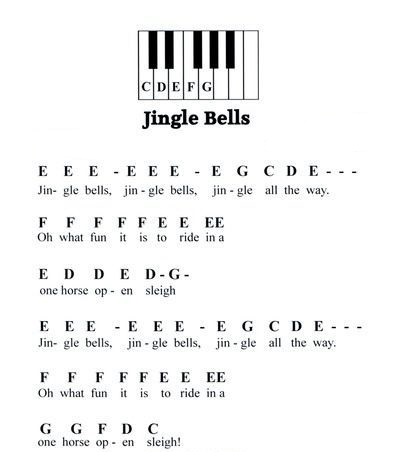 C D E F G
Jingle Bells
E E E - E E E - E G C D E - - -
Jin- gle bells, jin - gle bells, jin - gle all the way.
F F F F F E E EE
Oh what fun it is to ride in a
E D D E D - G -
one horse op - en sleigh
E E E - E E E - E G C D E - - -
Jin- gle bells, jin - gle bells, jin - gle all the way.
F F F F F E E EE
Oh what fun it is to ride in a
G G F D C
one horse op - en sleigh!